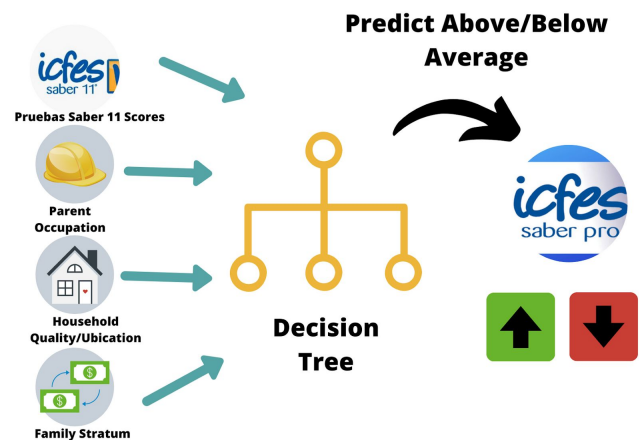 Predict Above/Below
Average
icfes
saber 11°
Pruebas Saber 11 Scores
Parent
Occupation
Household
Quality/Ubication
$
$
Family Stratum
Decision
Tree
icfes
saber pro